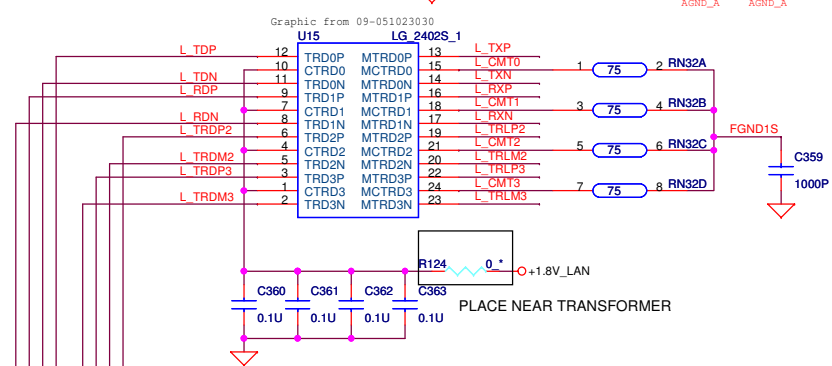 AGND_A AGND_A
Graphic from 09-051023030
U15 LG_2402S_1
L_TDP 12 TRD0P MTRD0P 13 L_TXP
10 CTRD0 MCTRD0 15 L_CMT0 1 75 2 RN32A
L_TDN 11 TRD0N MTRD0N 14 L_TXN
L_RDP 9 TRD1P MTRD1P 16 L_RXP
7 CTRD1 MCTRD1 18 L_CMT1 3 75 4 RN32B
L_RDN 8 TRD1N MTRD1N 17 L_RXN
L_TRDP2 6 TRD2P MTRD2P 19 L_TRLP2 FGND1S
4 CTRD2 MCTRD2 21 L_CMT2 5 75 6 RN32C
L_TRDM2 5 TRD2N MTRD2N 20 L_TRLM2 C359
L_TRDP3 3 TRD3P MTRD3P 22 L_TRLP3
1 CTRD3 MCTRD3 24 L_CMT3 7 75 8 RN32D 1000P
L_TRDM3 2 TRD3N MTRD3N 23 L_TRLM3
R124 0_* +1.8V_LAN
C360 C361 C362 C363
PLACE NEAR TRANSFORMER
0.1U 0.1U 0.1U 0.1U